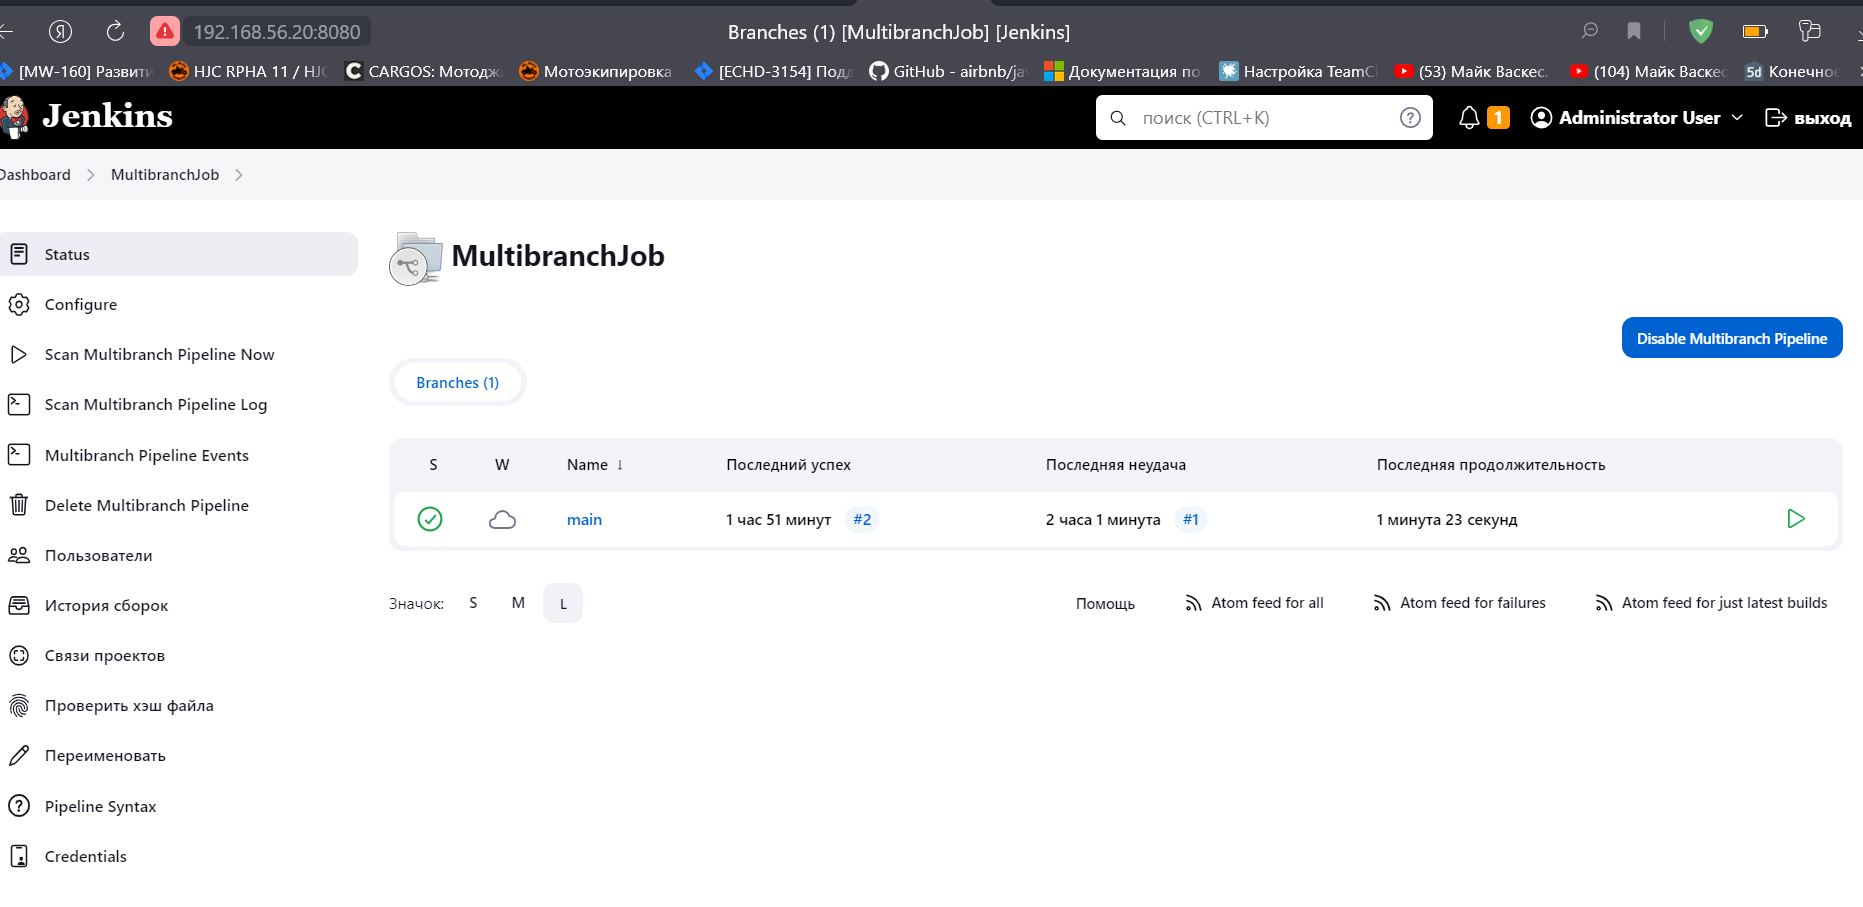 192.168.56.20:8080 Branches (1) [MultibranchJob] [Jenkins]
[MW-160] Развити HJC RPHA 11 / HJC CARGOS: Мотодж Мотоэкипировка [ECHD-3154] Под GitHub - airbnb/ja Документация по Настройка TeamCi (53) Майк Васкес. (104) Майк Васкес 5d Конечно
Jenkins поиск (CTRL+K) 1 Administrator User выход
Dashboard MultibranchJob
Status
Configure
Scan Multibranch Pipeline Now
Scan Multibranch Pipeline Log
Multibranch Pipeline Events
Delete Multibranch Pipeline
Пользователи
История сборок
Связи проектов
Проверить хэш файла
Переименовать
Pipeline Syntax
Credentials
MultibranchJob
Disable Multibranch Pipeline
Branches (1)
S W Name ↓ Последний успех Последняя неудача Последняя продолжительность
main 1 час 51 минут #2 2 часа 1 минута #1 1 минута 23 секунд
Значок: S M L Помощь Atom feed for all Atom feed for failures Atom feed for just latest builds